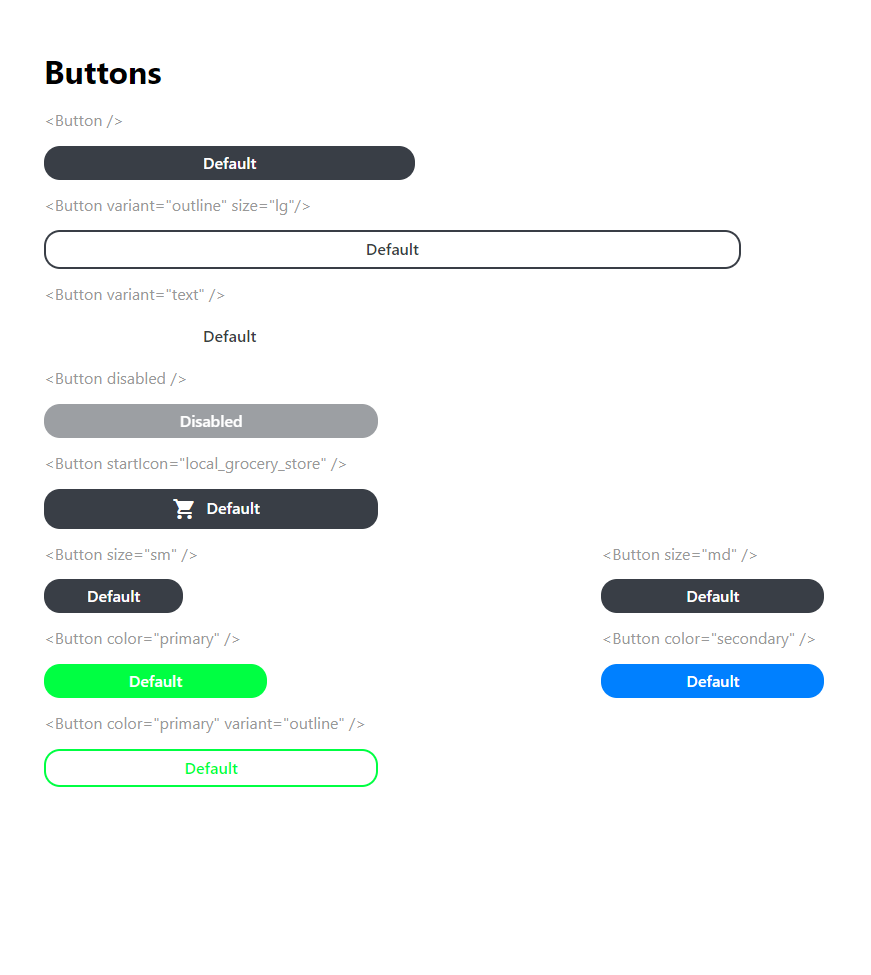 Buttons
<Button />
Default
<Button variant="outline" size="lg"/>
Default
<Button variant="text" />
Default
<Button disabled />
Disabled
<Button startIcon="local_grocery_store" />
Default
<Button size="sm" />
<Button size="md" />
Default
Default
<Button color="primary" />
<Button color="secondary" />
Default
Default
<Button color="primary" variant="outline" />
Default